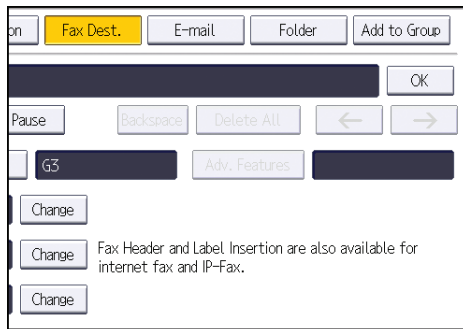 on Fax Dest. E-mail Folder Add to Group
OK
Pause Backspace Delete All ← →
G3 Adv. Features
Change
Change Fax Header and Label Insertion are also available for
internet fax and IP-Fax.
Change